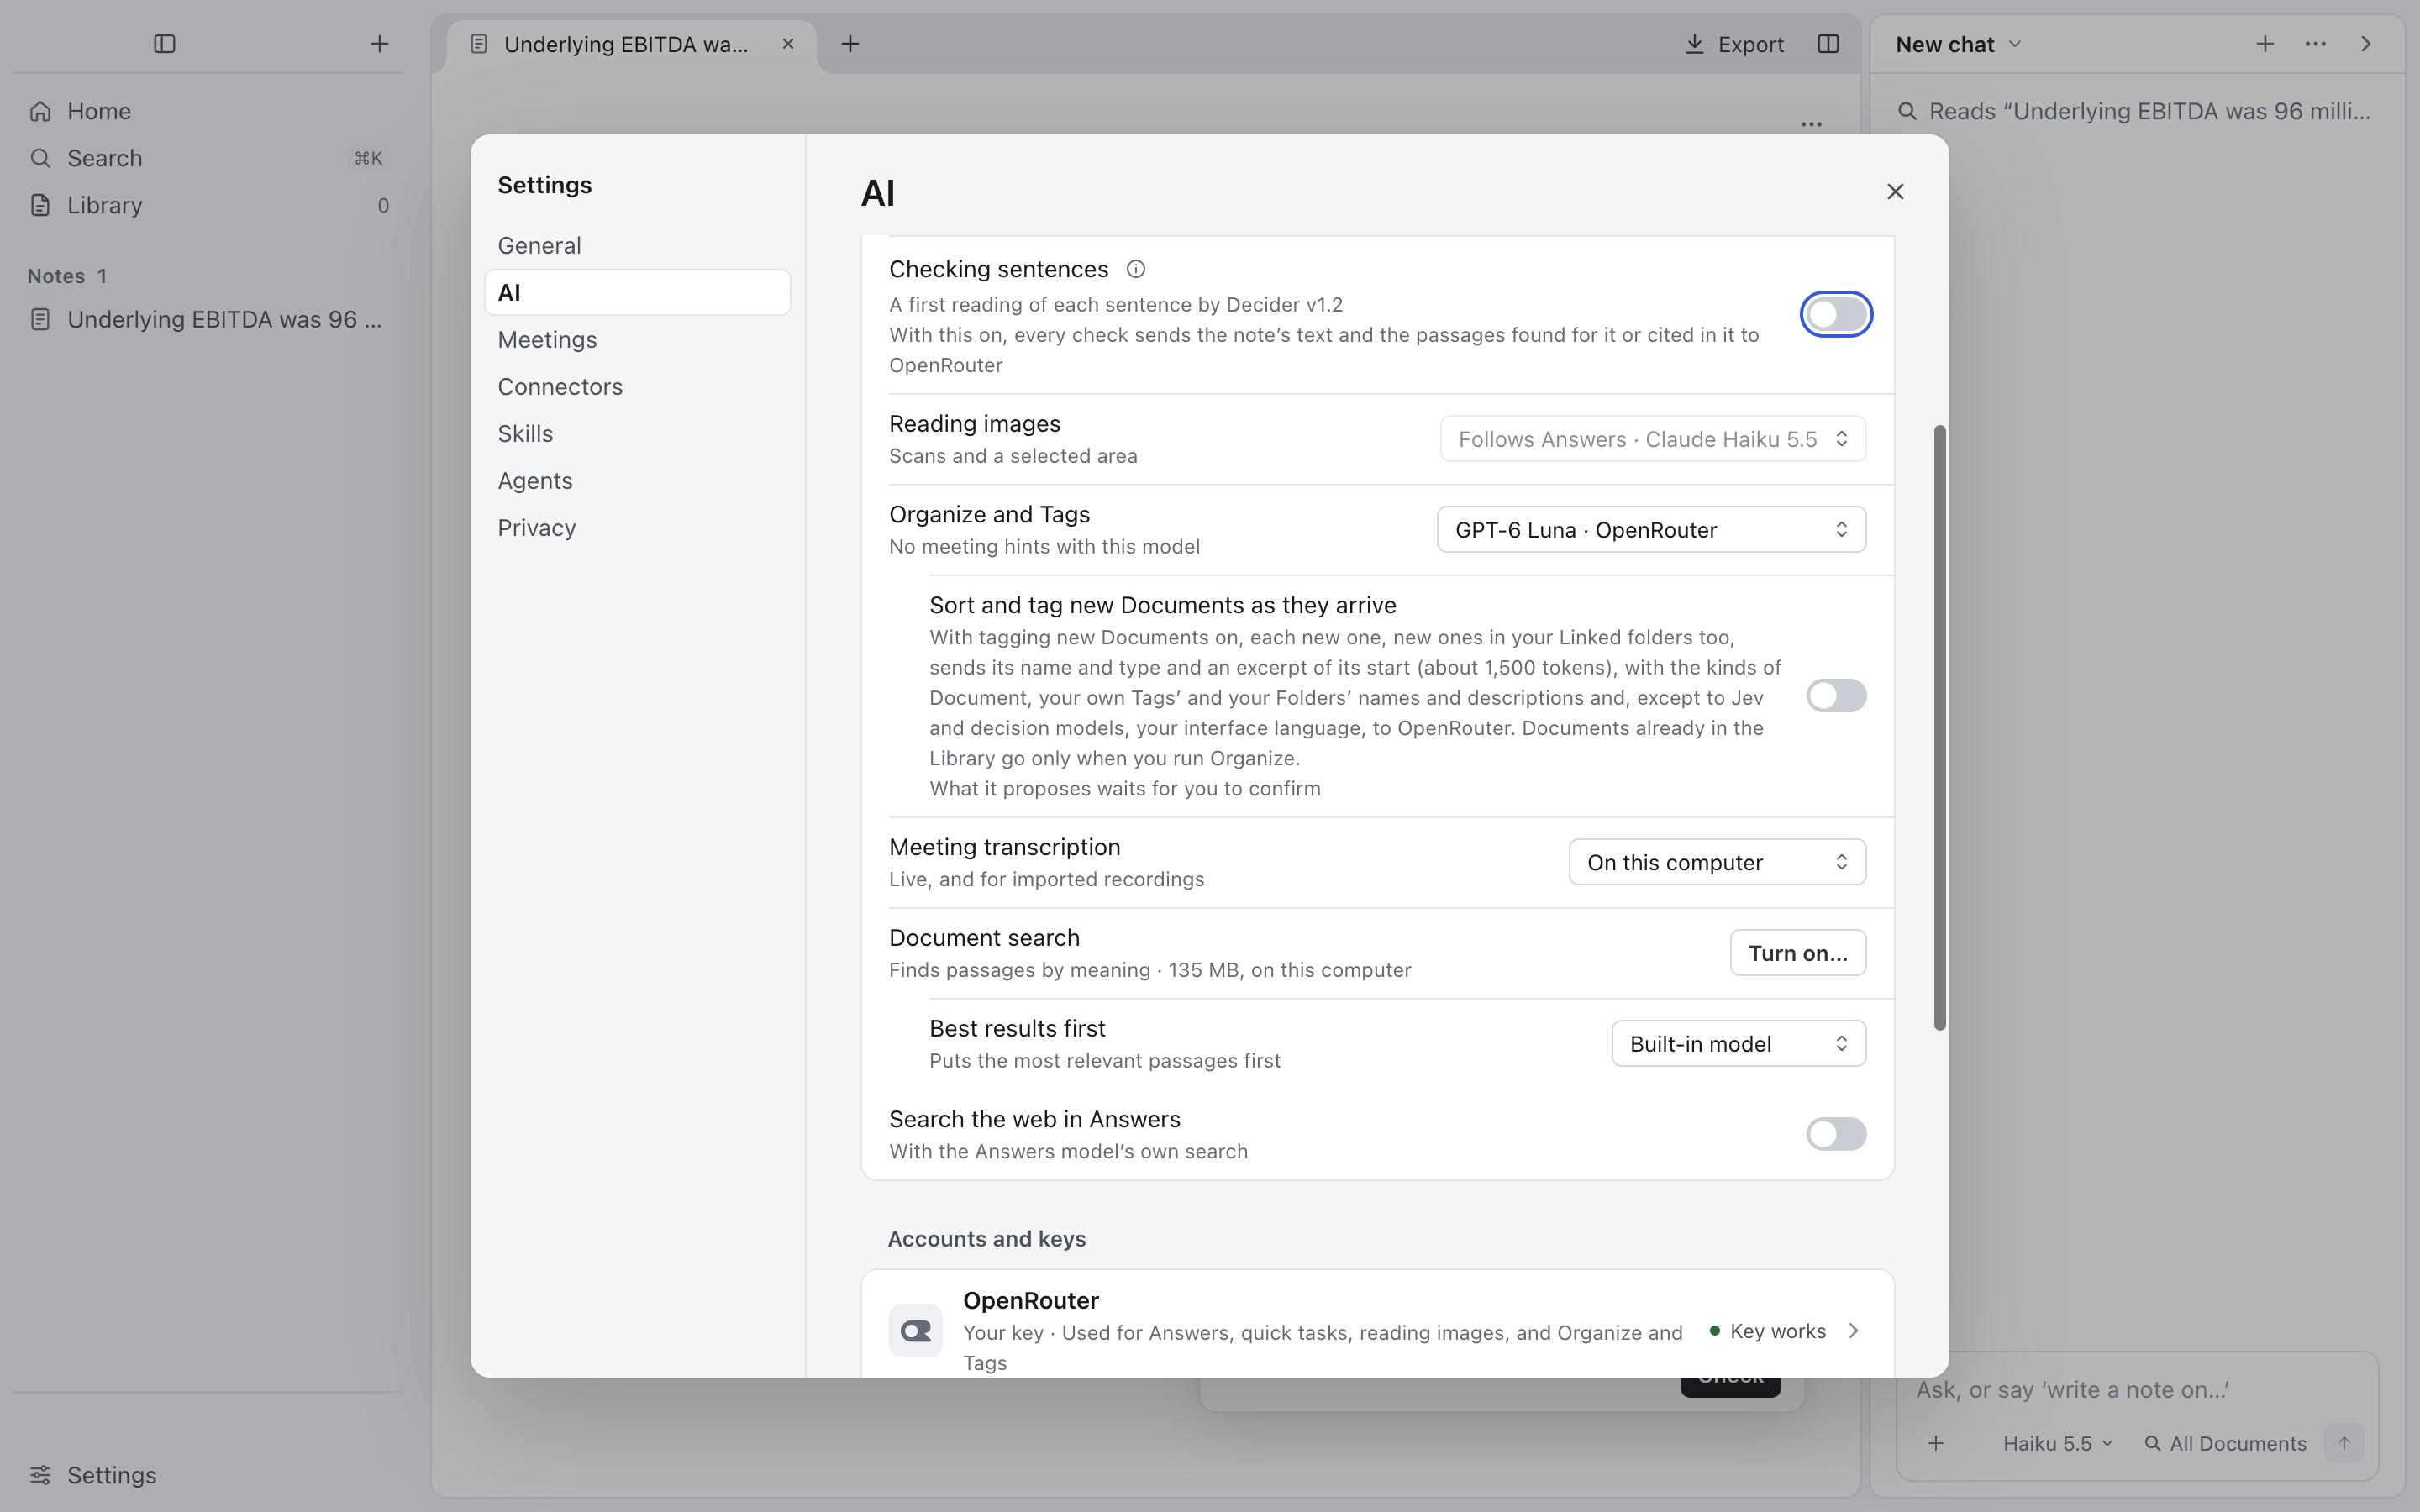 Home
Search ⌘K
Library 0
Notes 1
Underlying EBITDA was 96 ...
Settings
Underlying EBITDA wa...
Export
Settings
General
AI
Meetings
Connectors
Skills
Agents
Privacy
AI
Checking sentences
A first reading of each sentence by Decider v1.2
With this on, every check sends the note’s text and the passages found for it or cited in it to
OpenRouter
Reading images
Scans and a selected area
Follows Answers · Claude Haiku 5.5
Organize and Tags
No meeting hints with this model
GPT-6 Luna · OpenRouter
Sort and tag new Documents as they arrive
With tagging new Documents on, each new one, new ones in your Linked folders too,
sends its name and type and an excerpt of its start (about 1,500 tokens), with the kinds of
Document, your own Tags’ and your Folders’ names and descriptions and, except to Jev
and decision models, your interface language, to OpenRouter. Documents already in the
Library go only when you run Organize.
What it proposes waits for you to confirm
Meeting transcription
Live, and for imported recordings
On this computer
Document search
Finds passages by meaning · 135 MB, on this computer
Turn on...
Best results first
Puts the most relevant passages first
Built-in model
Search the web in Answers
With the Answers model’s own search
Accounts and keys
OpenRouter
Your key · Used for Answers, quick tasks, reading images, and Organize and
Tags
Key works
Check
New chat
Reads “Underlying EBITDA was 96 milli...
Ask, or say ‘write a note on...’
Haiku 5.5
All Documents